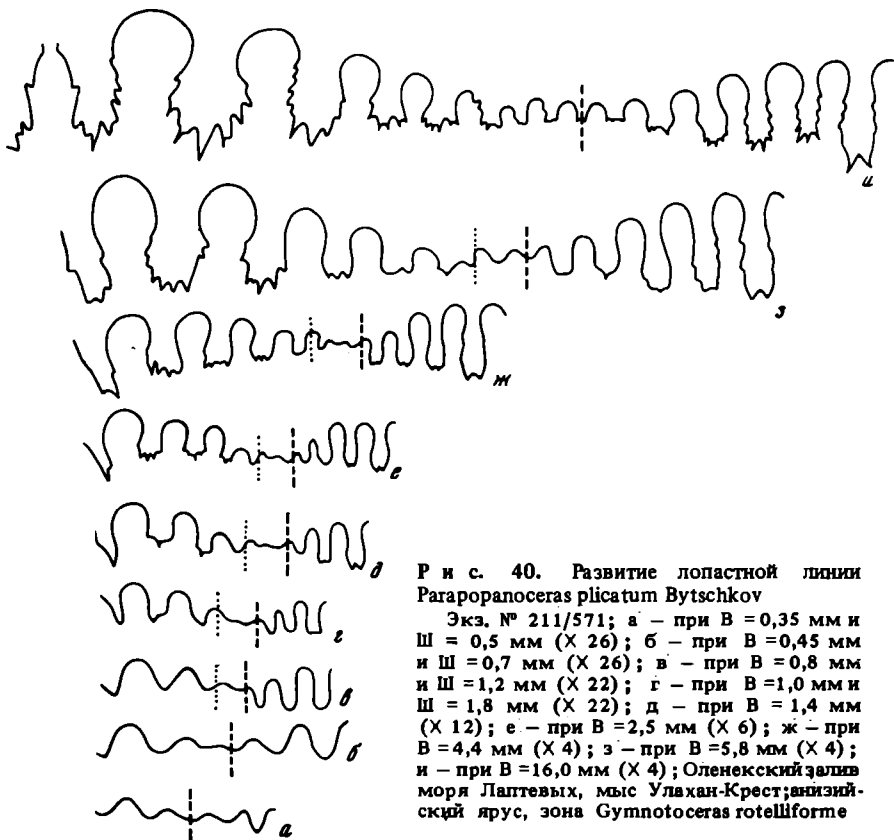 и
з
ж
е
д
г
в
б
а
Рис. 40. Развитие лопастной линии
Parapopanoceras plicatum Bytschkov
Экз. № 211/571; а – при В =0,35 мм и
Ш = 0,5 мм (X 26); б – при В =0,45 мм
и Ш =0,7 мм (X 26); в – при В =0,8 мм
и Ш =1,2 мм (X 22); г – при В =1,0 мм и
Ш = 1,8 мм (X 22); д – при В = 1,4 мм
(X 12); е – при В =2,5 мм (X 6); ж – при
В =4,4 мм (X 4); з – при В =5,8 мм (X 4);
и – при В =16,0 мм (X 4); Оленекский залив
моря Лаптевых, мыс Улахан-Крест; анизий-
ский ярус, зона Gymnotoceras rotelliforme